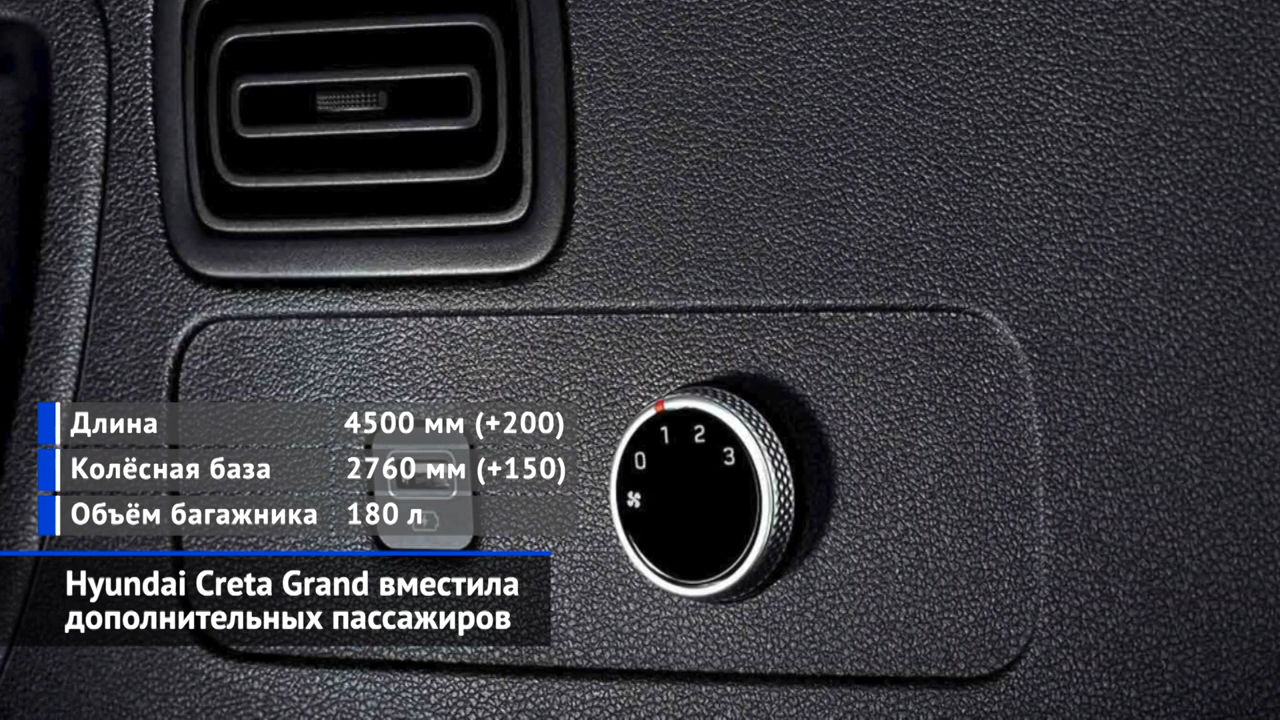 0 1 2 3
Длина 4500 мм (+200)
Колёсная база 2760 мм (+150)
Объём багажника 180 л
Hyundai Creta Grand вместила
дополнительных пассажиров